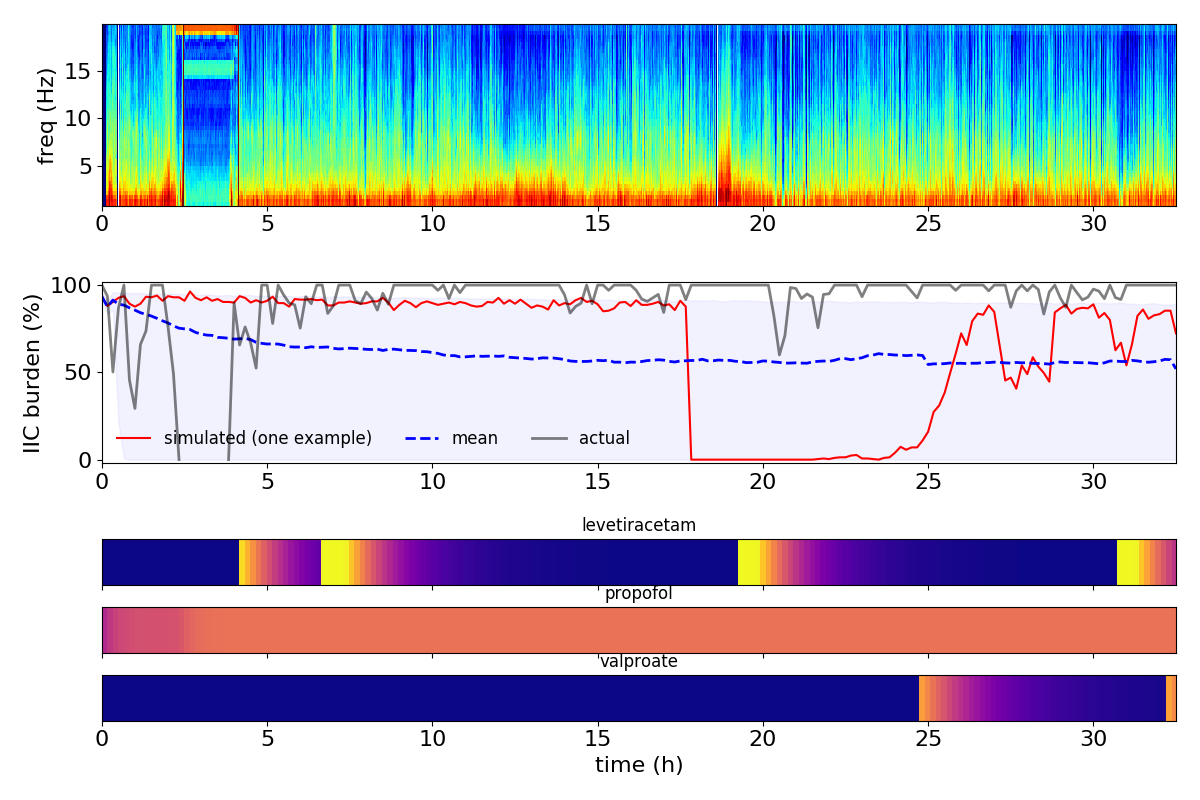 freq (Hz)
15
10
5
0 5 10 15 20 25 30
IIC burden (%)
100
50
0
simulated (one example) mean actual
0 5 10 15 20 25 30
levetiracetam
propofol
valproate
0 5 10 15 20 25 30
time (h)